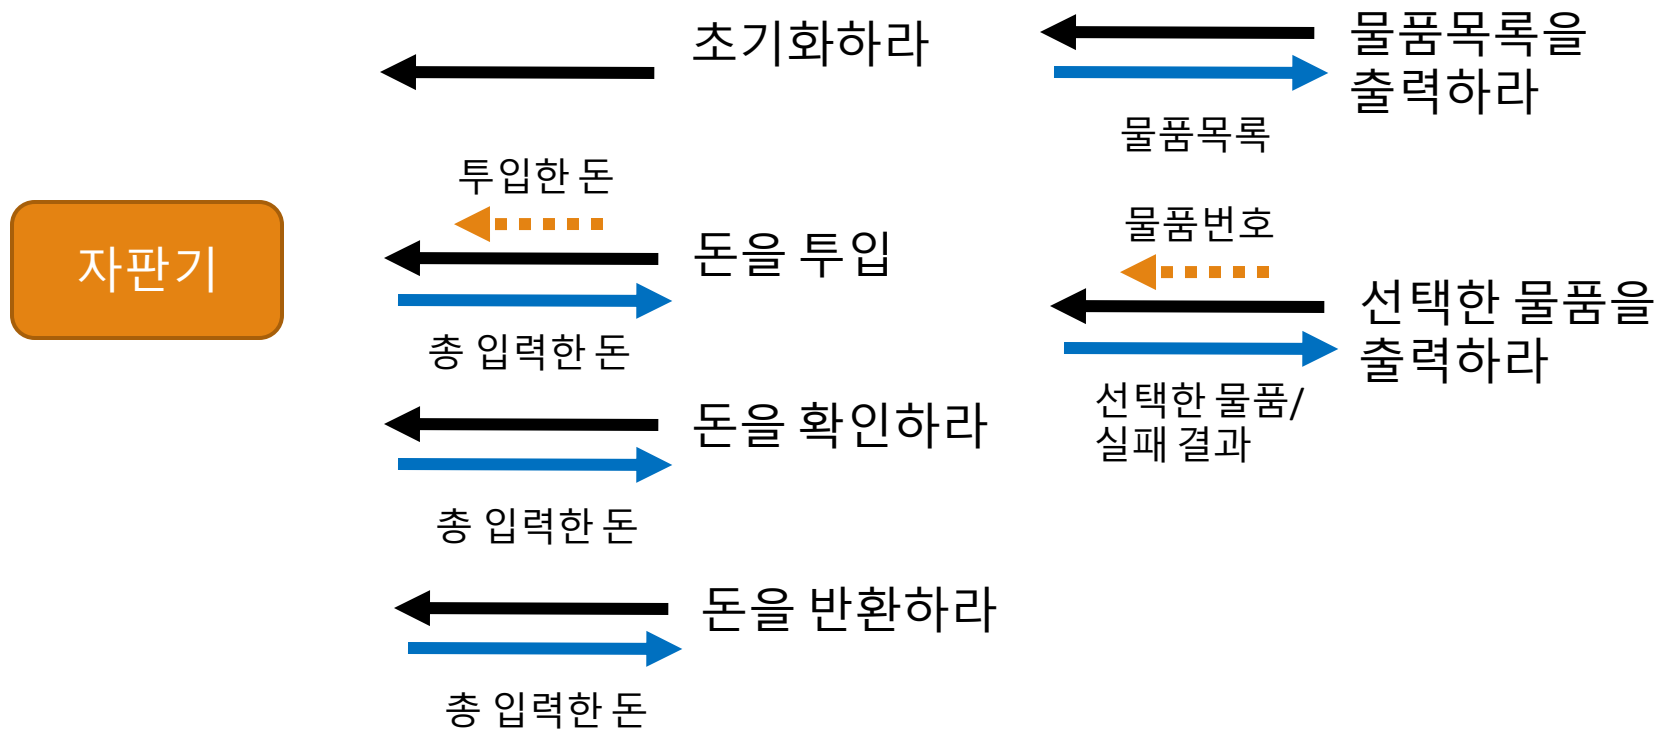 자판기
초기화하라
투입한 돈
돈을 투입
총 입력한 돈
돈을 확인하라
총 입력한 돈
돈을 반환하라
총 입력한 돈
물품목록을
출력하라
물품목록
물품번호
선택한 물품을
출력하라
선택한 물품/
실패 결과